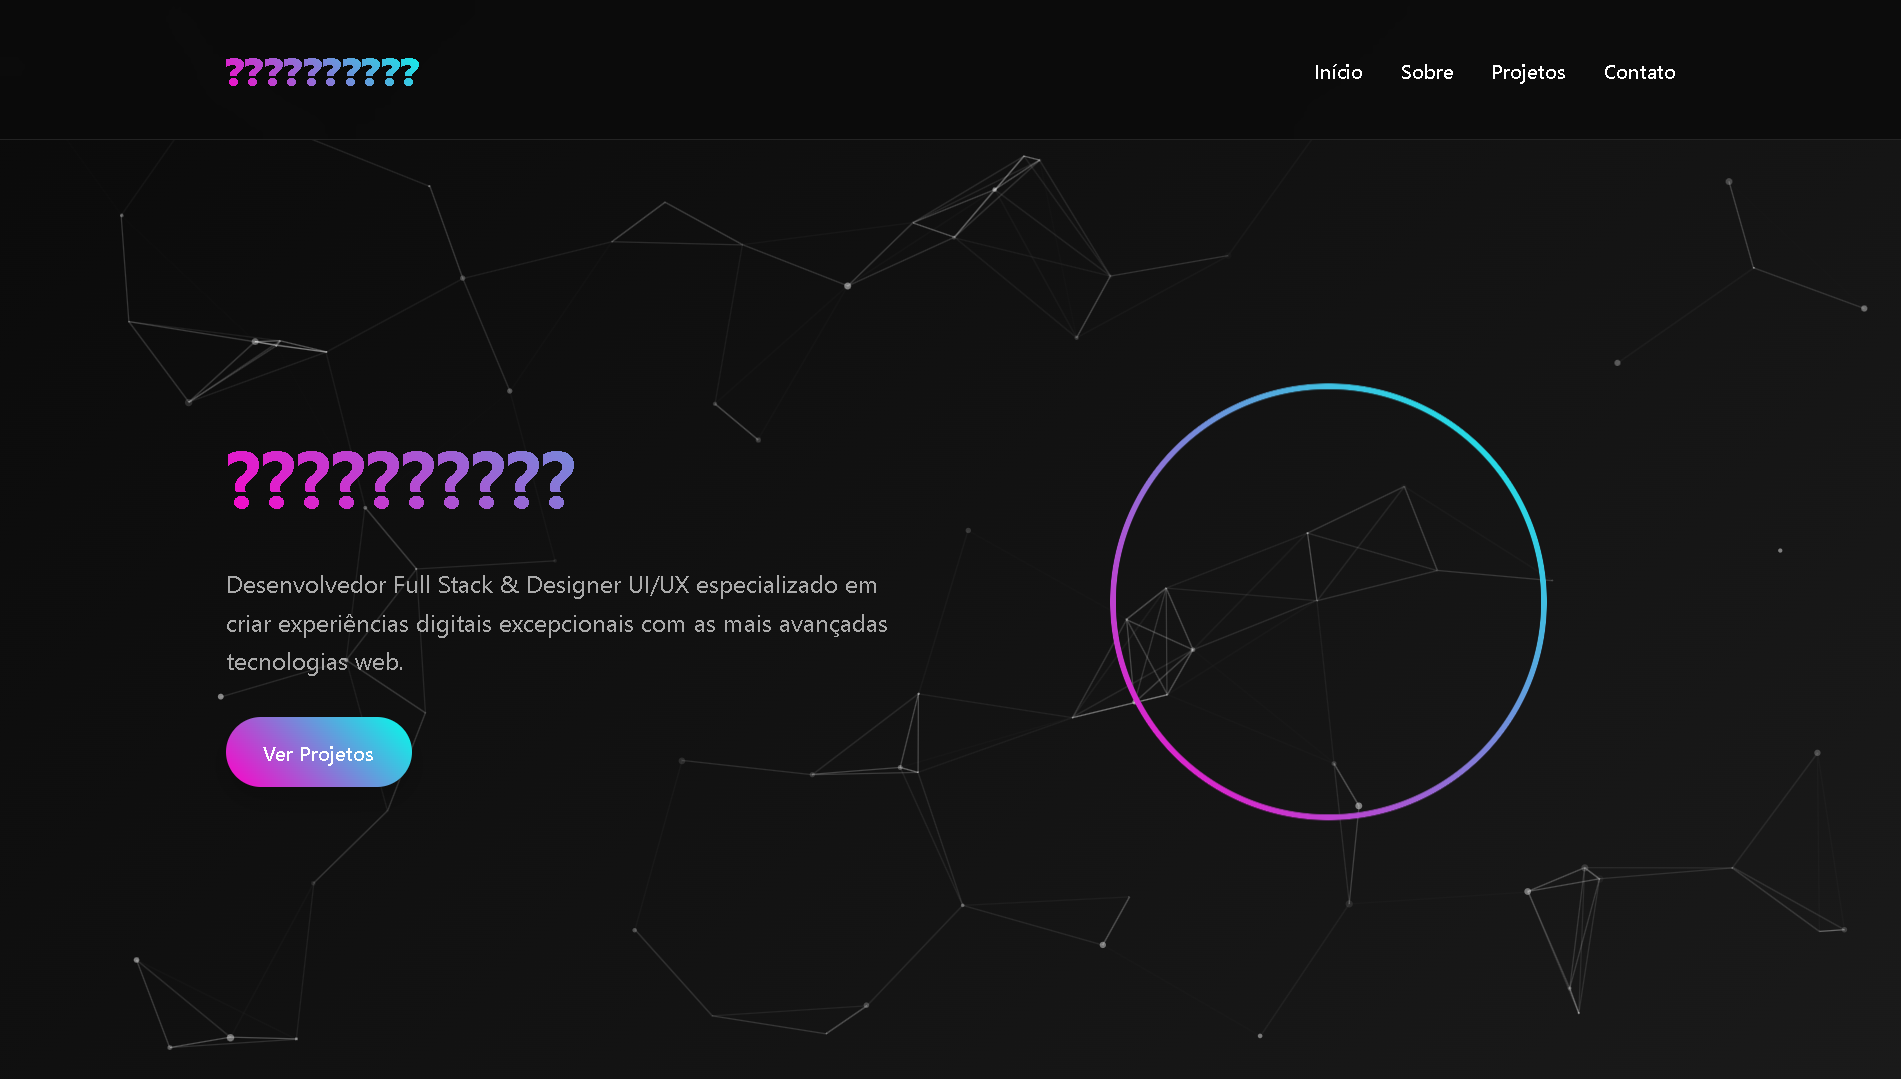 ??????????
Início Sobre Projetos Contato
??????????
Desenvolvedor Full Stack & Designer UI/UX especializado em
criar experiências digitais excepcionais com as mais avançadas
tecnologias web.
Ver Projetos